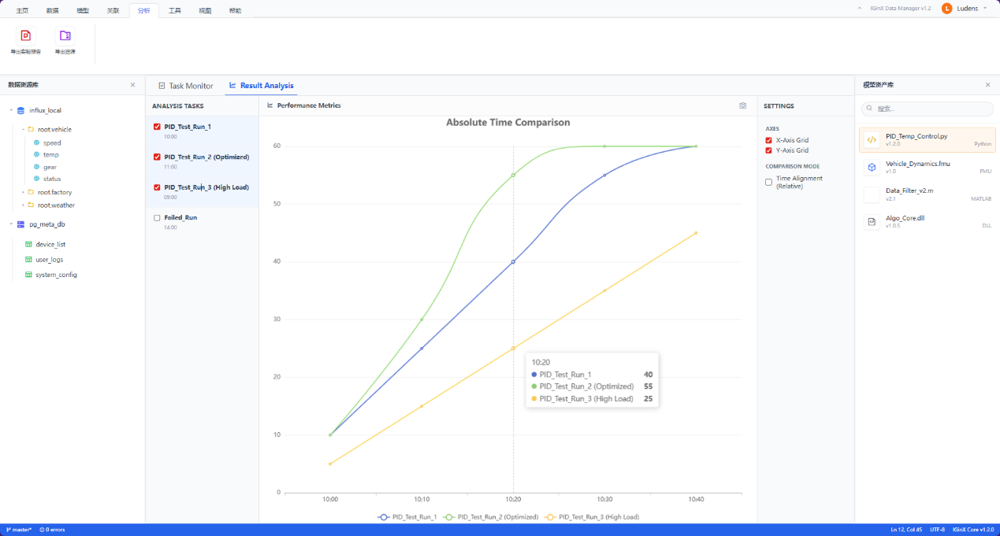 主页 数据 模型 关联 分析 工具 视图 帮助
IGinX Data Manager v1.2 L Ludens
导出实验报告 导出资源
数据资源库
influx_local
root.vehicle
speed
temp
gear
status
root.factory
root.weather
pg_meta_db
device_list
user_logs
system_config
Task Monitor Result Analysis
ANALYSIS TASKS
PID_Test_Run_1
10:00
PID_Test_Run_2 (Optimized)
11:00
PID_Test_Run_3 (High Load)
09:00
Failed_Run
14:00
Performance Metrics
Absolute Time Comparison
60
50
40
30
20
10
0
10:00 10:10 10:20 10:30 10:40
10:20
PID_Test_Run_1 40
PID_Test_Run_2 (Optimized) 55
PID_Test_Run_3 (High Load) 25
PID_Test_Run_1 PID_Test_Run_2 (Optimized) PID_Test_Run_3 (High Load)
SETTINGS
AXES
X-Axis Grid
Y-Axis Grid
COMPARISON MODE
Time Alignment
(Relative)
模型资产库
搜索...
PID_Temp_Control.py
v1.2.0 Python
Vehicle_Dynamics.fmu
v1.0 FMU
Data_Filter_v2.m
v2.1 MATLAB
Algo_Core.dll
v1.0.5 DLL
master* 0 errors
Ln 12, Col 45 UTF-8 IGinX Core v1.2.0